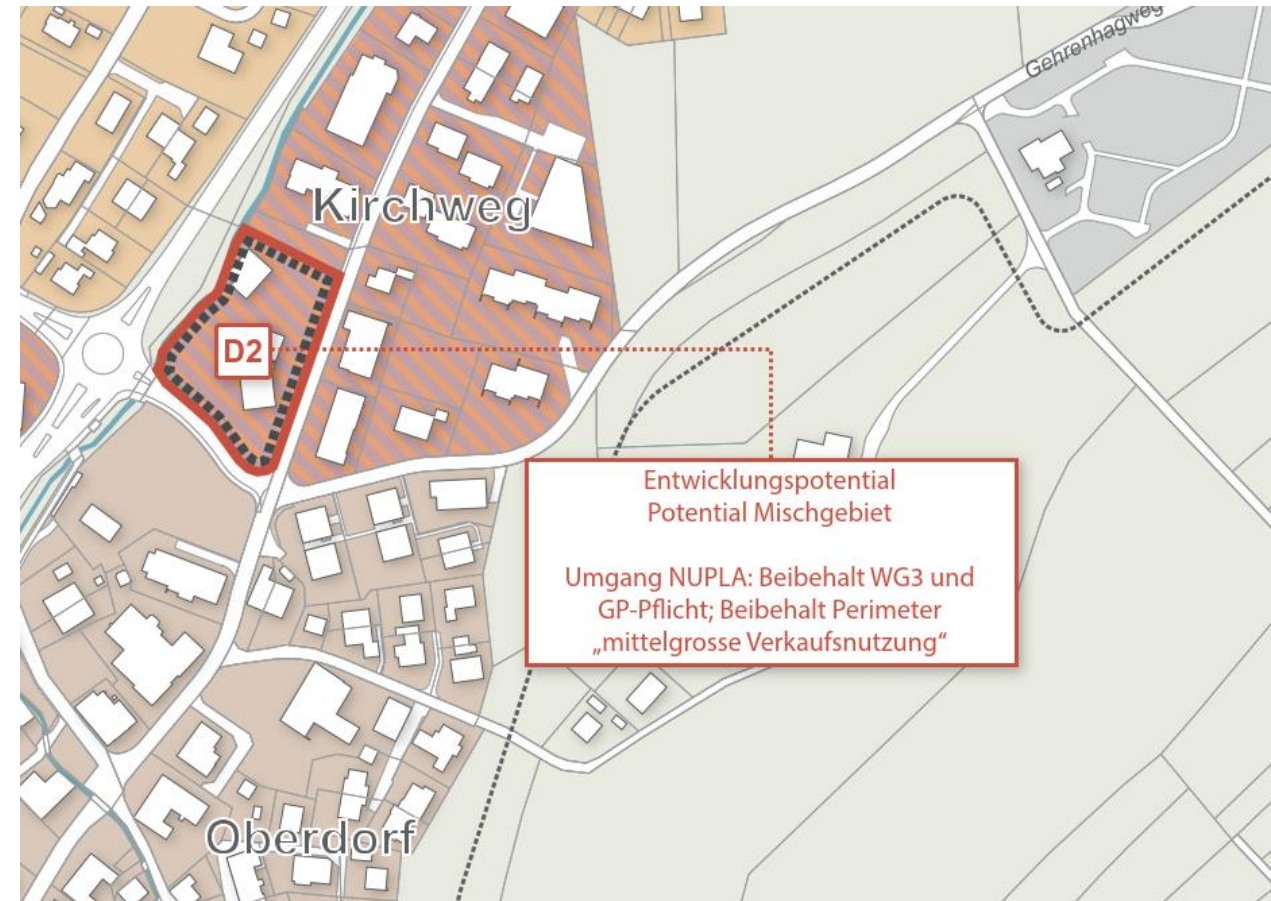 Gehrenhagweg
Kirchweg
D2
Entwicklungspotential
Potential Mischgebiet
Umgang NUPLA: Beibehalt WG3 und
GP-Pflicht; Beibehalt Perimeter
„mittelgrosse Verkaufsnutzung“
Oberdorf